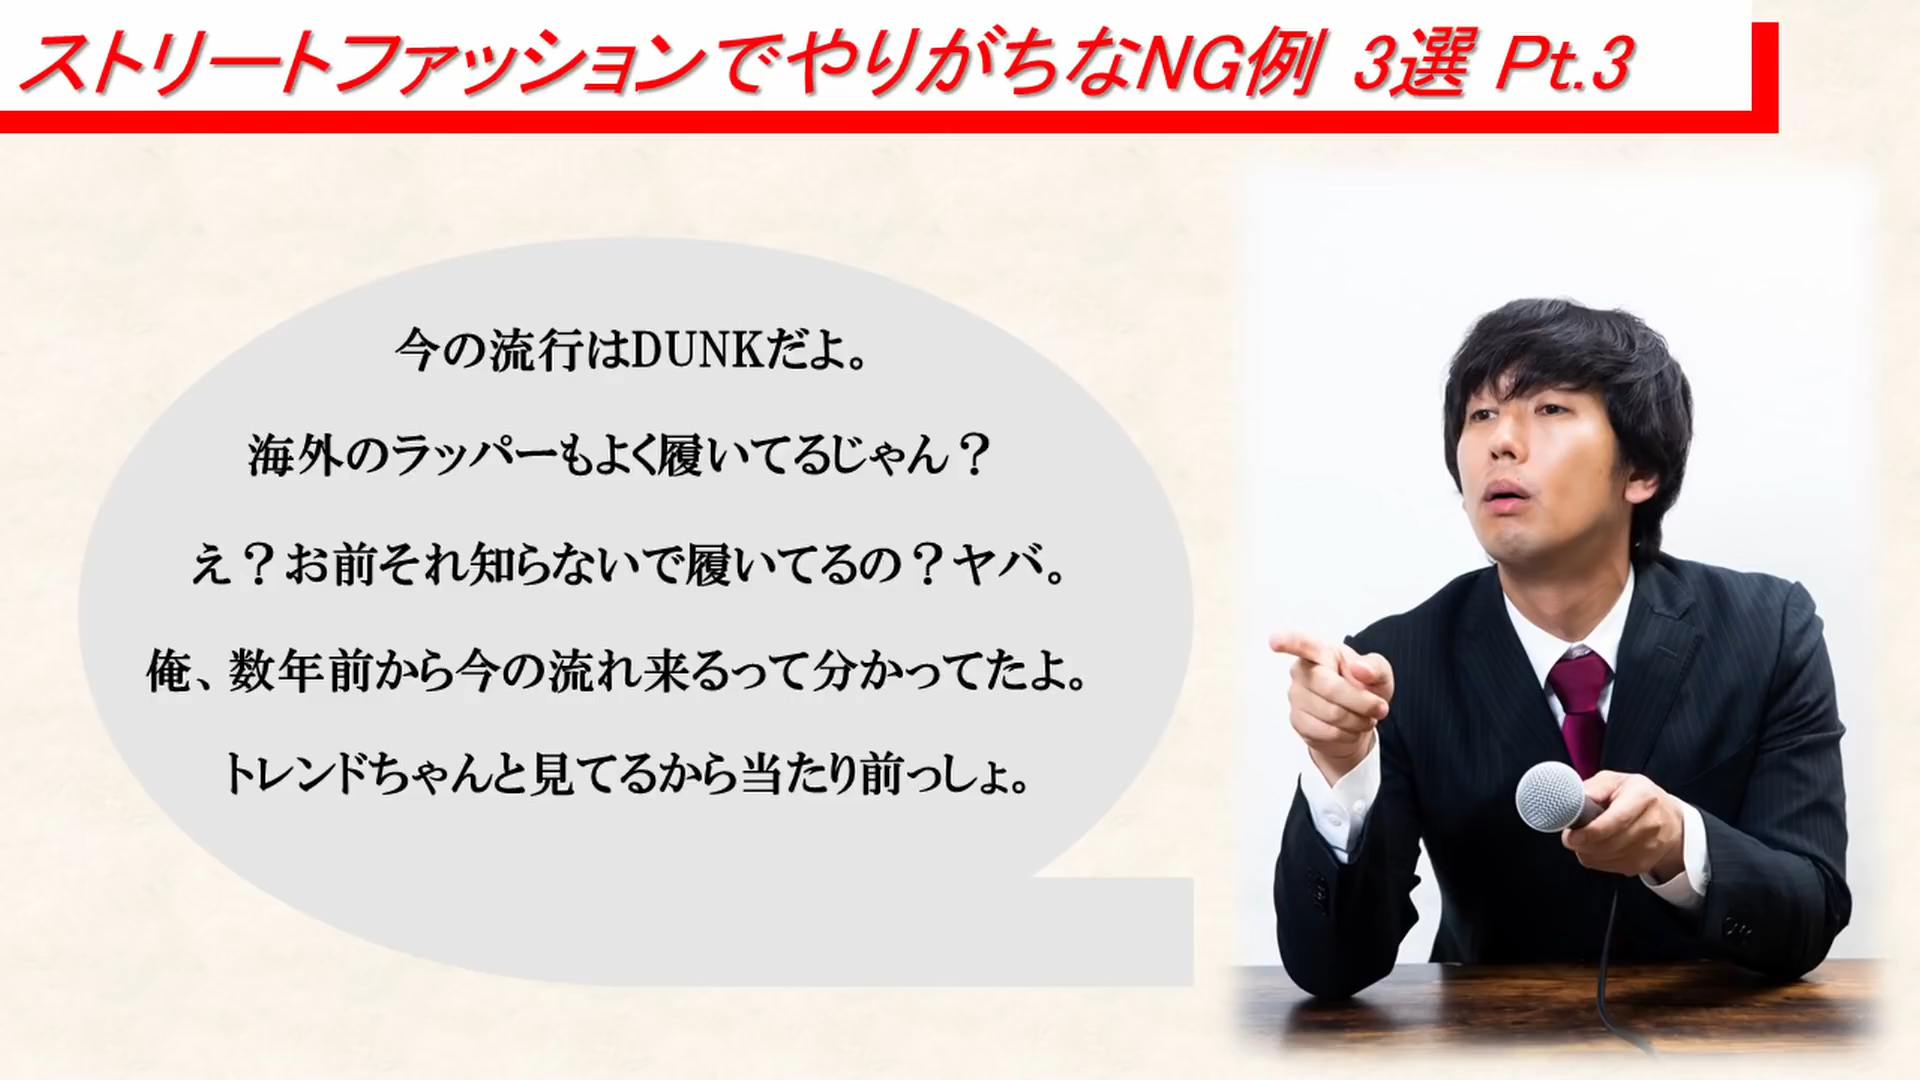 ストリートファッションでやりがちなNG例 3選 Pt.3
今の流行はDUNKだよ。
海外のラッパーもよく履いてるじゃん？
え？お前それ知らないで履いてるの？ヤバ。
俺、数年前から今の流れ来るって分かってたよ。
トレンドちゃんと見てるから当たり前っしょ。